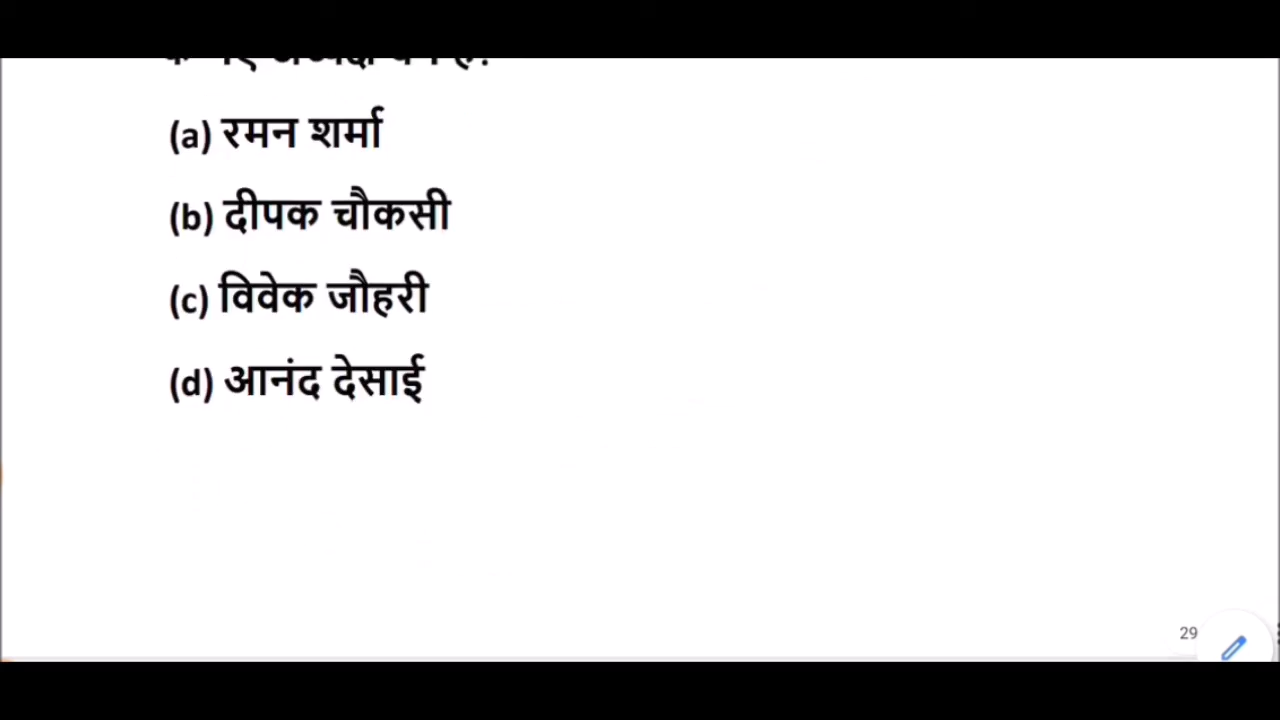 (a) रमन शर्मा
(b) दीपक चौकसी
(c) विवेक जौहरी
(d) आनंद देसाई
29